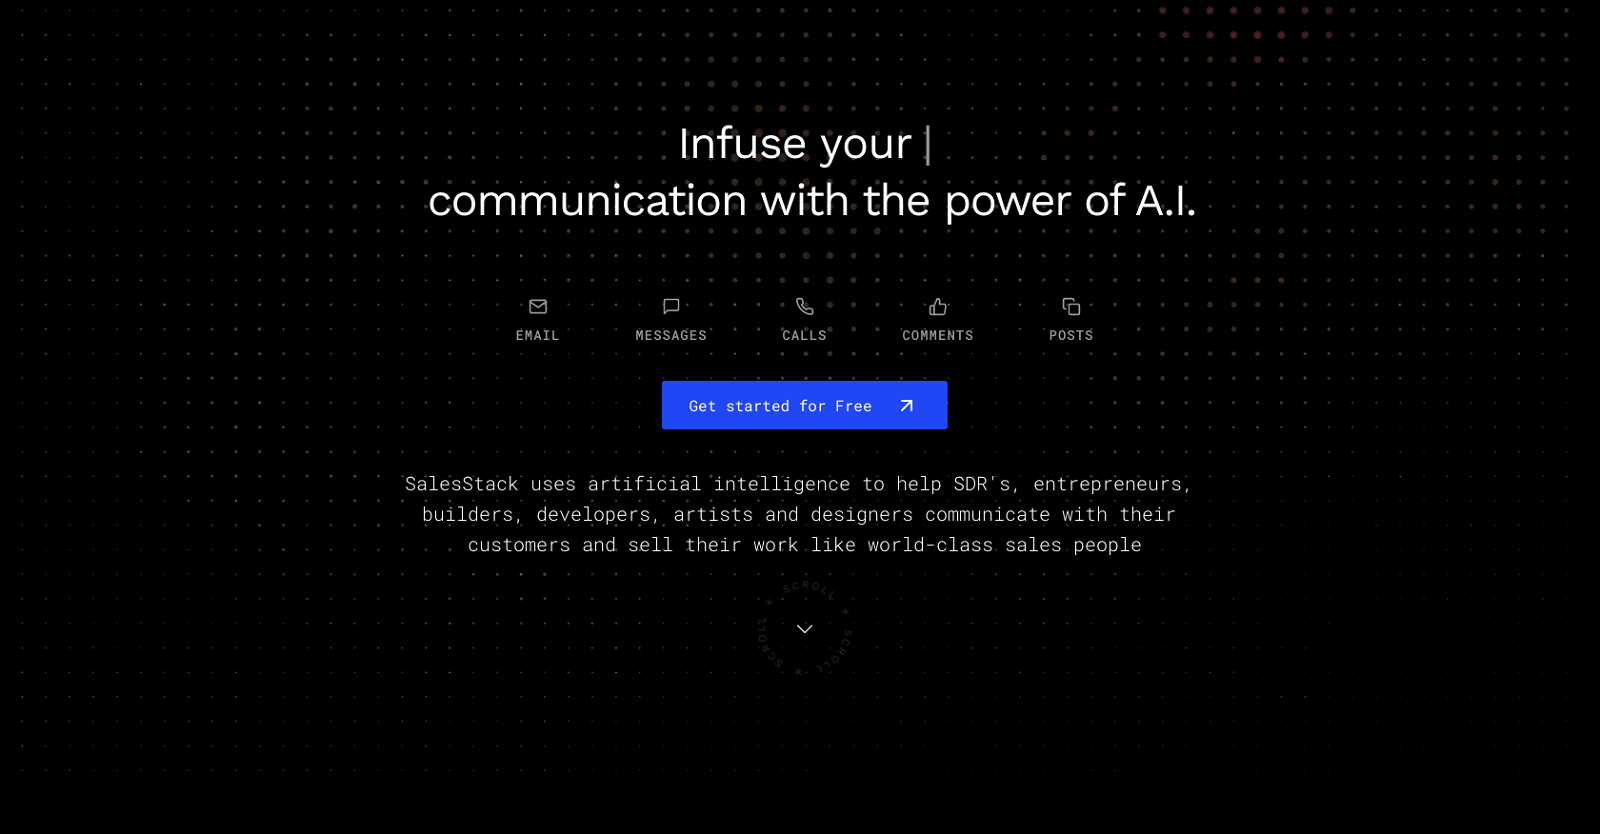 Infuse your |
communication with the power of A.I.
EMAIL
MESSAGES
CALLS
COMMENTS
POSTS
Get started for Free
SalesStack uses artificial intelligence to help SDR's, entrepreneurs,
builders, developers, artists and designers communicate with their
customers and sell their work like world-class sales people
SCROLL * SCROLL * SCROLL *